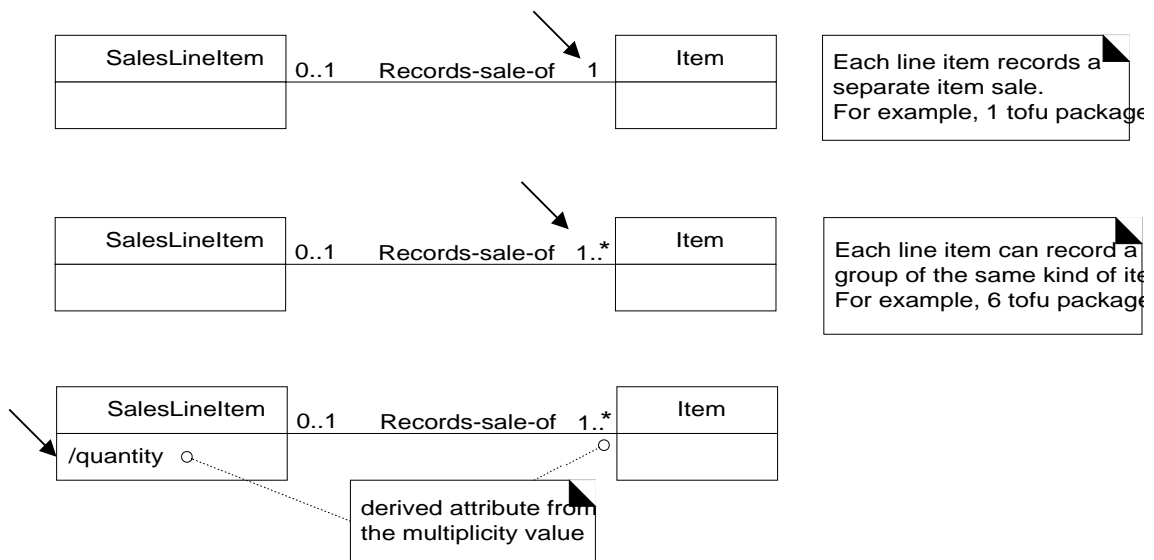 SalesLineItem
0..1 Records-sale-of 1
Item
Each line item records a
separate item sale.
For example, 1 tofu package
SalesLineItem
0..1 Records-sale-of 1..*
Item
Each line item can record a
group of the same kind of ite
For example, 6 tofu package
SalesLineItem
0..1 Records-sale-of 1..*
Item
/quantity
derived attribute from
the multiplicity value